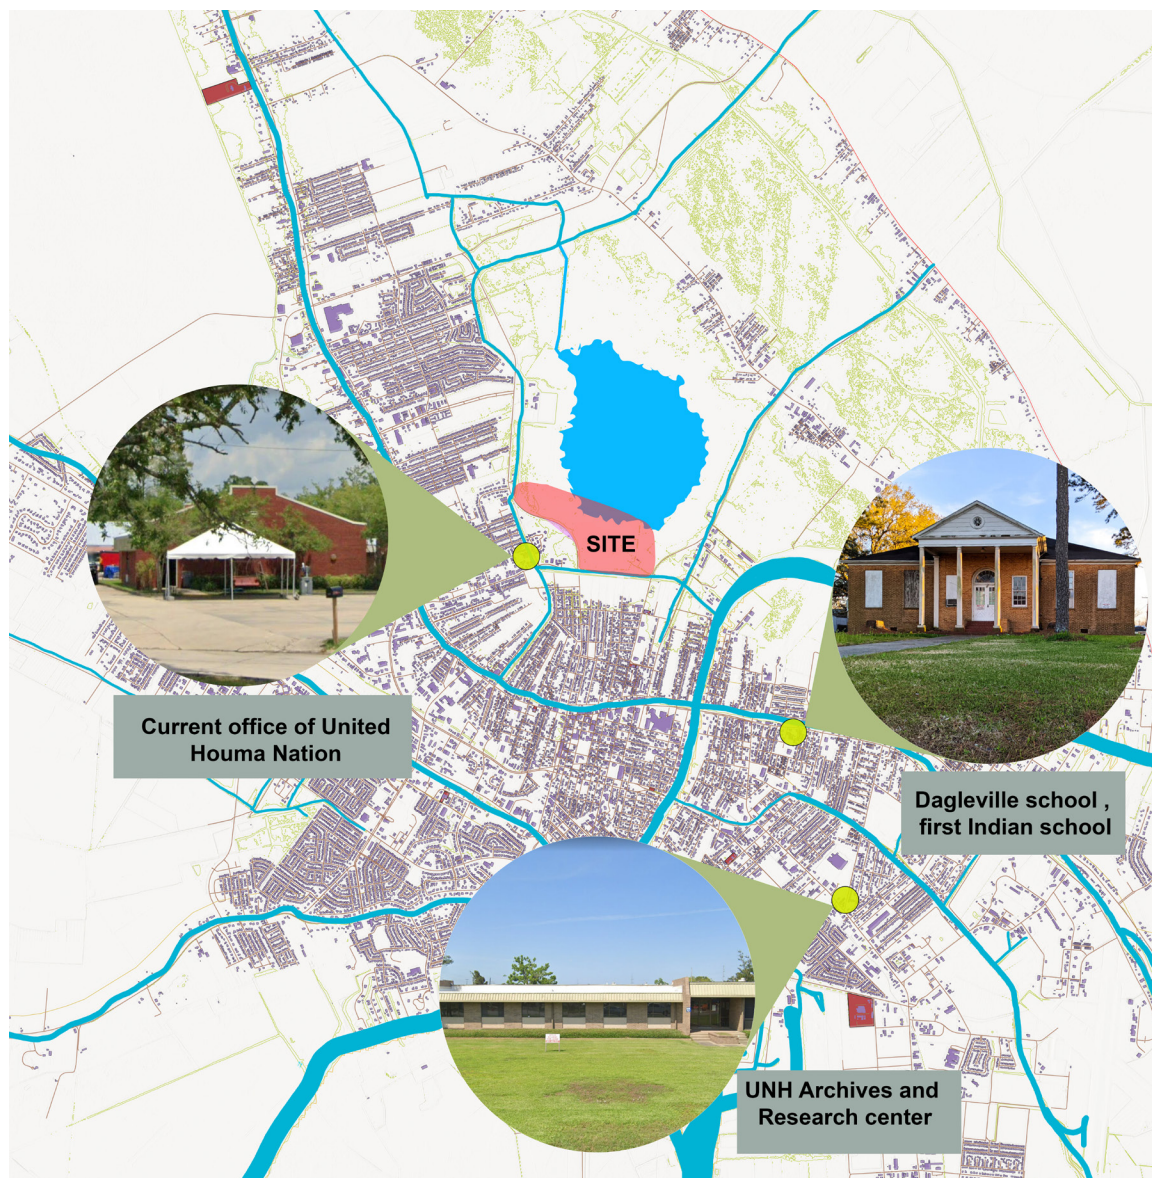 SITE
Current office of United
Houma Nation
Dagleville school ,
first Indian school
UNH Archives and
Research center